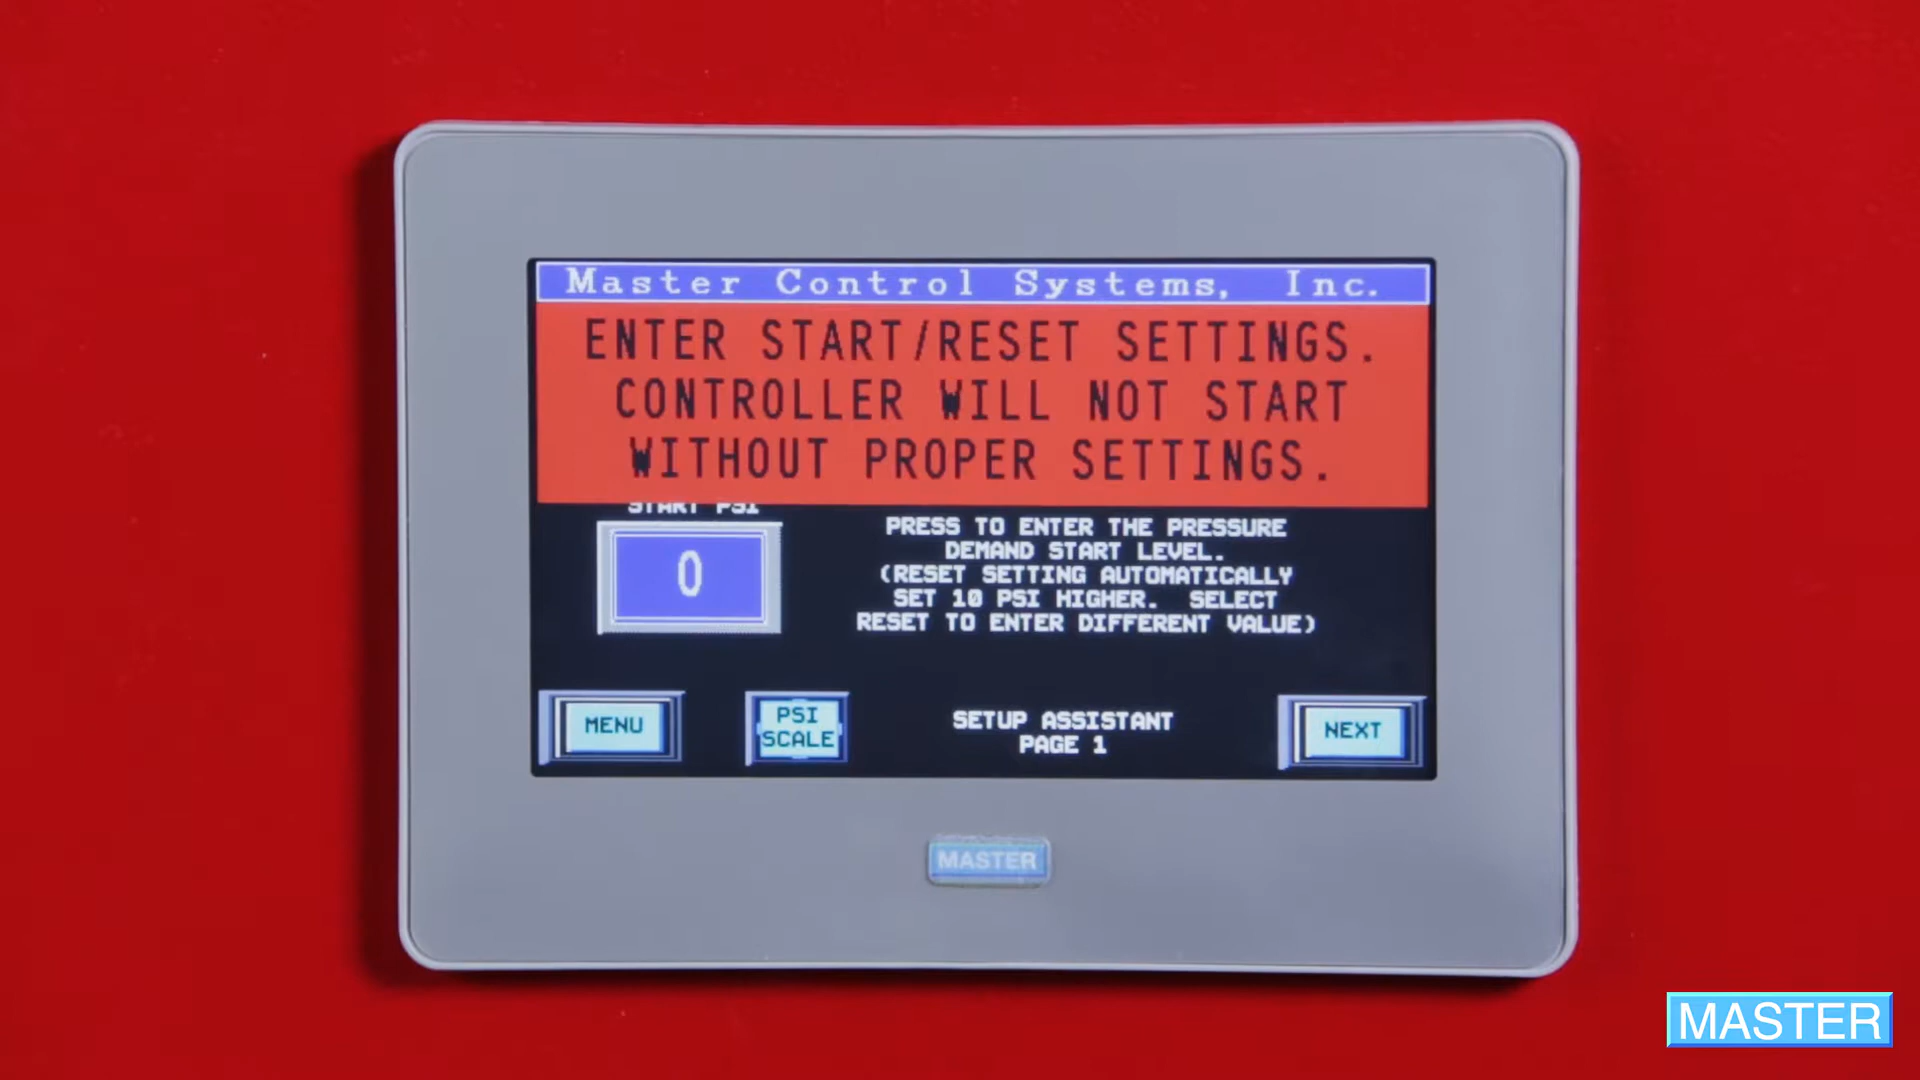 Master Control Systems, Inc.
ENTER START/RESET SETTINGS.
CONTROLLER WILL NOT START
WITHOUT PROPER SETTINGS.
START PSI
0
PRESS TO ENTER THE PRESSURE
DEMAND START LEVEL.
(RESET SETTING AUTOMATICALLY
SET 10 PSI HIGHER. SELECT
RESET TO ENTER DIFFERENT VALUE)
MENU
PSI
SCALE
SETUP ASSISTANT
PAGE 1
NEXT
MASTER
MASTER